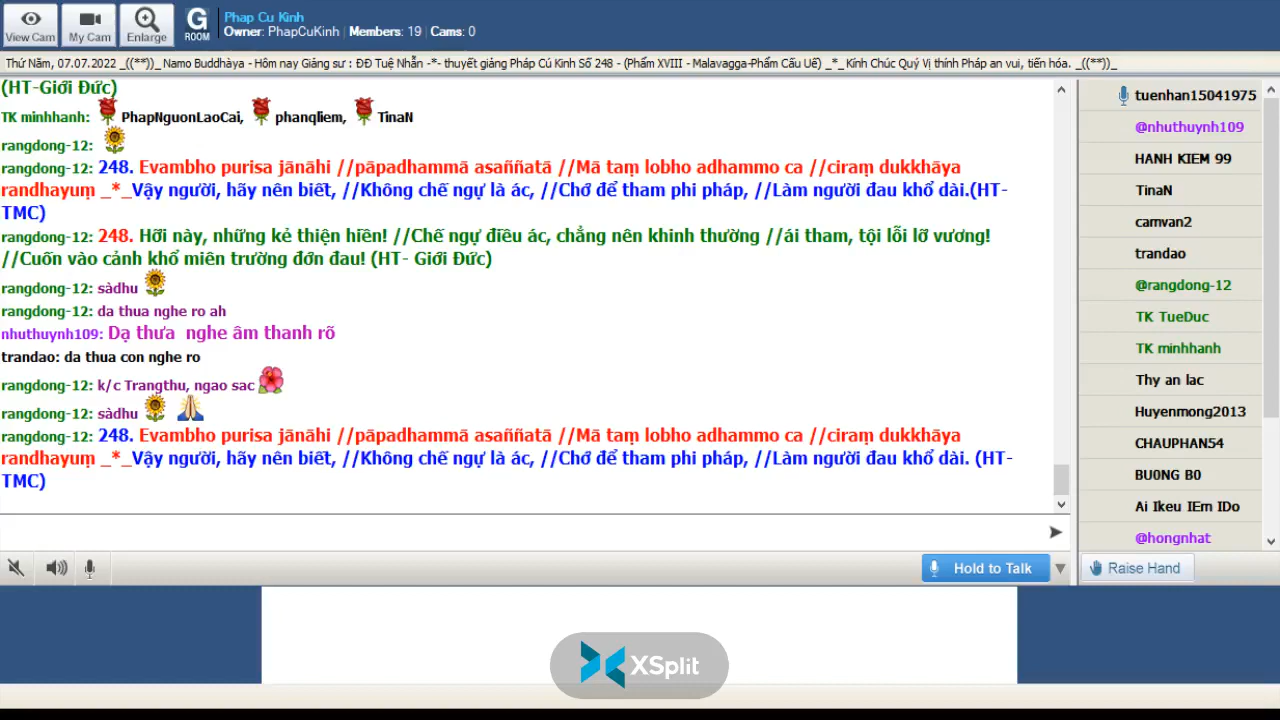 View Cam
My Cam
Enlarge
G
ROOM
Phap Cu Kinh
Owner: PhapCuKinh | Members: 19 | Cams: 0
Thứ Năm, 07.07.2022 _((**))_ Namo Buddhàya - Hôm nay Giảng sư : ĐĐ Tuệ Nhẫn -*- thuyết giảng Pháp Cú Kinh Số 248 - (Phẩm XVIII - Malavagga-Phẩm Cấu Uế) _*_ Kính Chúc Quý Vị thính Pháp an vui, tiến hóa. _((**))_
(HT-Giới Đức)
TK minhhanh: PhapNguonLaoCai, phanqliem, TinaN
rangdong-12:
rangdong-12: 248. Evambho purisa jānāhi //pāpadhammā asaññatā //Mā taṃ lobho adhammo ca //ciraṃ dukkhāya
randhayuṃ _*_Vậy người, hãy nên biết, //Không chế ngự là ác, //Chớ để tham phi pháp, //Làm người đau khổ dài.(HT-
TMC)
rangdong-12: 248. Hỡi này, những kẻ thiện hiền! //Chế ngự điều ác, chẳng nên khinh thường //ái tham, tội lỗi lỡ vương!
//Cuốn vào cảnh khổ miên trường đớn đau! (HT- Giới Đức)
rangdong-12: sàdhu
rangdong-12: da thua nghe ro ah
nhuthuynh109: Dạ thưa nghe âm thanh rõ
trandao: da thua con nghe ro
rangdong-12: k/c Trangthu, ngao sac
rangdong-12: sàdhu
rangdong-12: 248. Evambho purisa jānāhi //pāpadhammā asaññatā //Mā taṃ lobho adhammo ca //ciraṃ dukkhāya
randhayuṃ _*_Vậy người, hãy nên biết, //Không chế ngự là ác, //Chớ để tham phi pháp, //Làm người đau khổ dài. (HT-
TMC)
Hold to Talk
tuenhan15041975
@nhuthuynh109
HANH KIEM 99
TinaN
camvan2
trandao
@rangdong-12
TK TueDuc
TK minhhanh
Thy an lac
Huyenmong2013
CHAUPHAN54
BU0NG B0
Ai Ikeu IEm IDo
@hongnhat
Raise Hand
XSplit